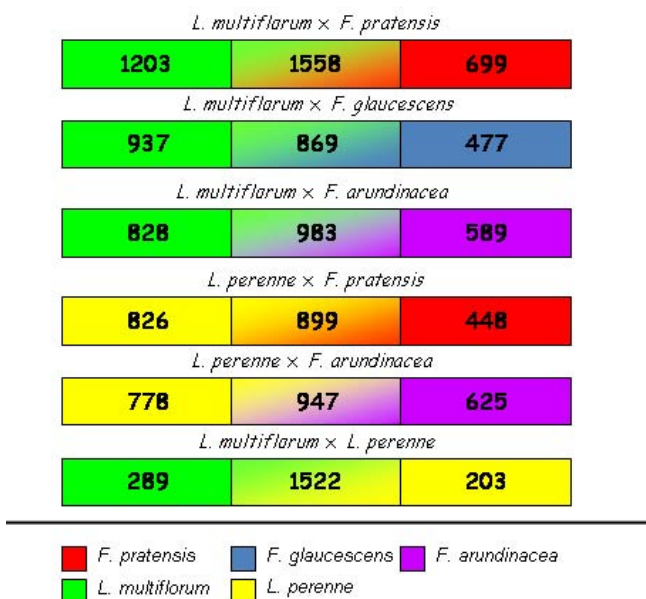 L. multiflorum × F. pratensis
1203 1558 699
L. multiflorum × F. glaucescens
937 869 477
L. multiflorum × F. arundinacea
828 983 589
L. perenne × F. pratensis
826 899 448
L. perenne × F. arundinacea
778 947 625
L. multiflorum × L. perenne
289 1522 203
F. pratensis F. glaucescens F. arundinacea
L. multiflorum L. perenne